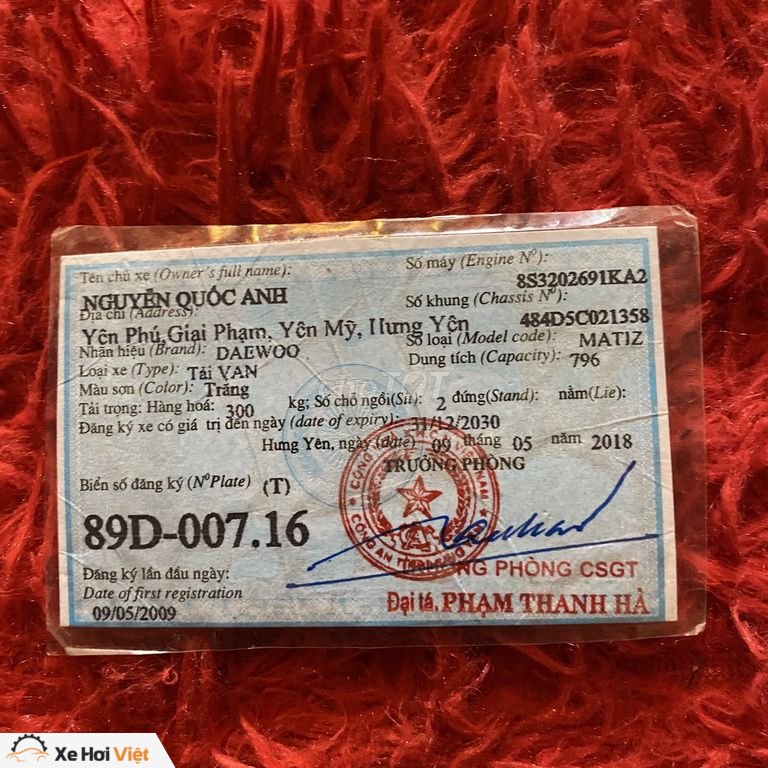 Tên chủ xe (Owner's full name):
NGUYỄN QUỐC ANH
Địa chỉ (Address):
Yên Phú, Giai Phạm, Yên Mỹ, Hưng Yên
Nhãn hiệu (Brand): DAEWOO
Loại xe (Type): Tải VAN
Màu sơn (Color): Trắng
Số máy (Engine Nº):
8S3202691KA2
Số khung (Chassis Nº):
484D5C021358
Số loại (Model code): MATIZ
Dung tích (Capacity): 796
Tải trọng: Hàng hoá: 300 kg; Số chỗ ngồi(Sit): 2 đứng(Stand): nằm(Lie):
Đăng ký xe có giá trị đến ngày (date of expiry): 31/12/2030
Hưng Yên, ngày (date) 09 tháng 05 năm 2018
TRƯỞNG PHÒNG
Biển số đăng ký (NºPlate) (T)
89D-007.16
Đăng ký lần đầu ngày:
Date of first registration
09/05/2009
PHÒNG CSGT
Đại tá, PHẠM THANH HÀ
Xe Hơi Việt